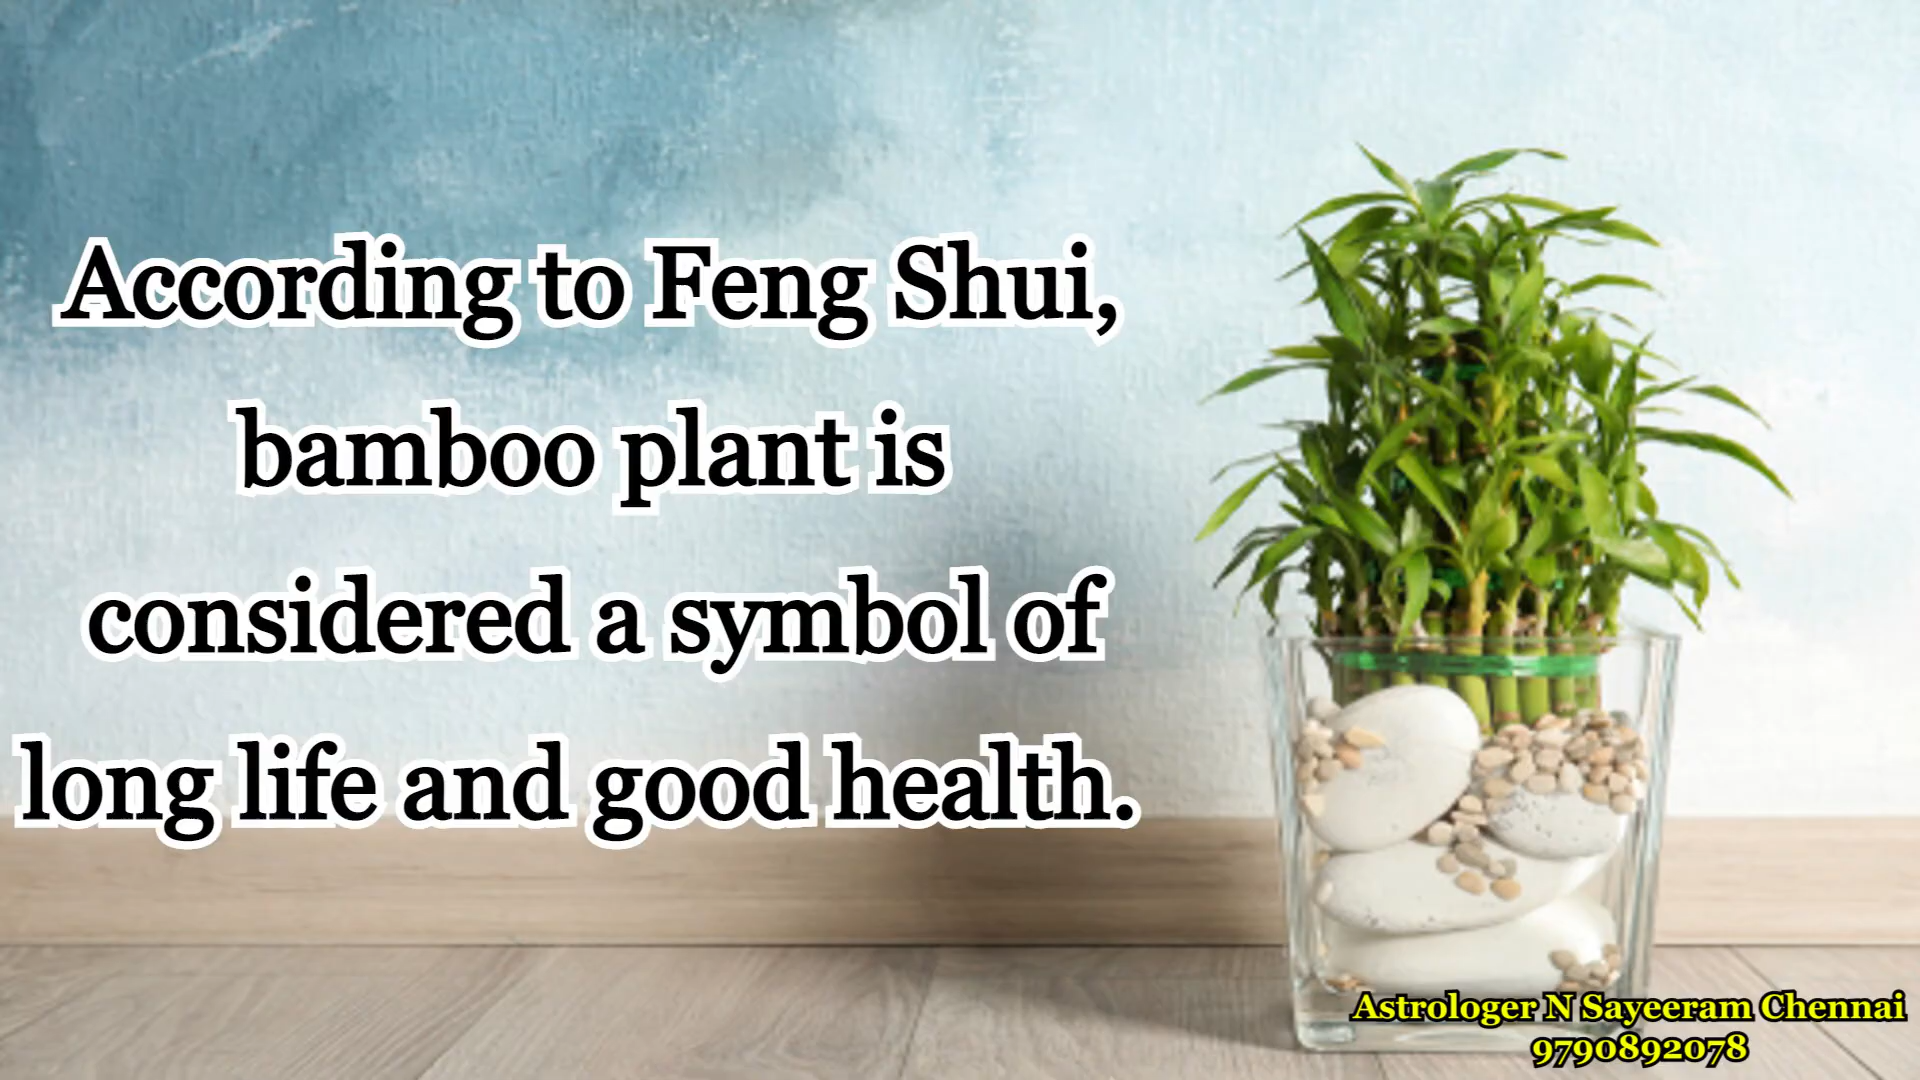 According to Feng Shui,
bamboo plant is
considered a symbol of
long life and good health.
Astrologer N Sayeeram Chennai
9790892078